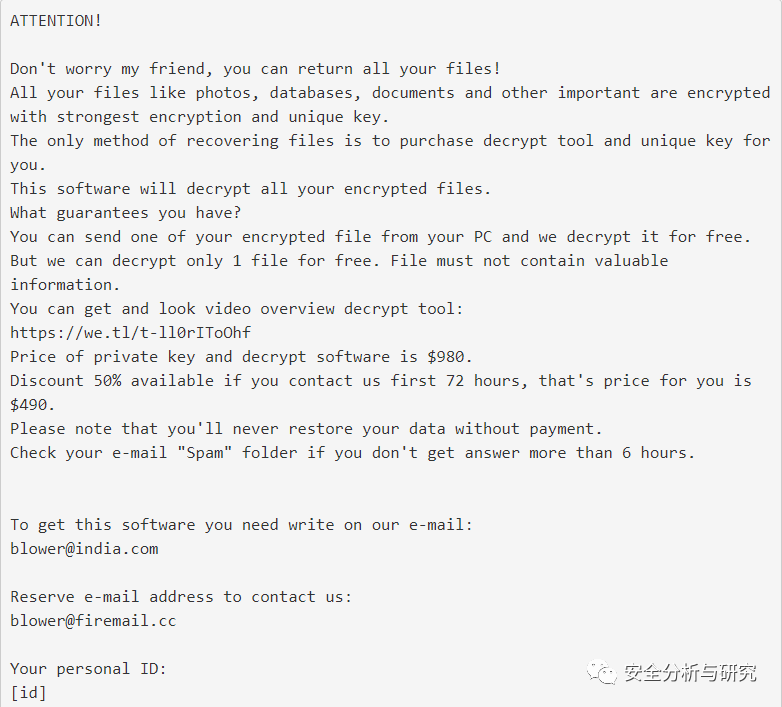 ATTENTION!
Don't worry my friend, you can return all your files!
All your files like photos, databases, documents and other important are encrypted
with strongest encryption and unique key.
The only method of recovering files is to purchase decrypt tool and unique key for
you.
This software will decrypt all your encrypted files.
What guarantees you have?
You can send one of your encrypted file from your PC and we decrypt it for free.
But we can decrypt only 1 file for free. File must not contain valuable
information.
You can get and look video overview decrypt tool:
https://we.tl/t-ll0rIToOhf
Price of private key and decrypt software is $980.
Discount 50% available if you contact us first 72 hours, that's price for you is
$490.
Please note that you'll never restore your data without payment.
Check your e-mail "Spam" folder if you don't get answer more than 6 hours.
To get this software you need write on our e-mail:
blower@india.com
Reserve e-mail address to contact us:
blower@firemail.cc
Your personal ID:
[id]
安全分析与研究